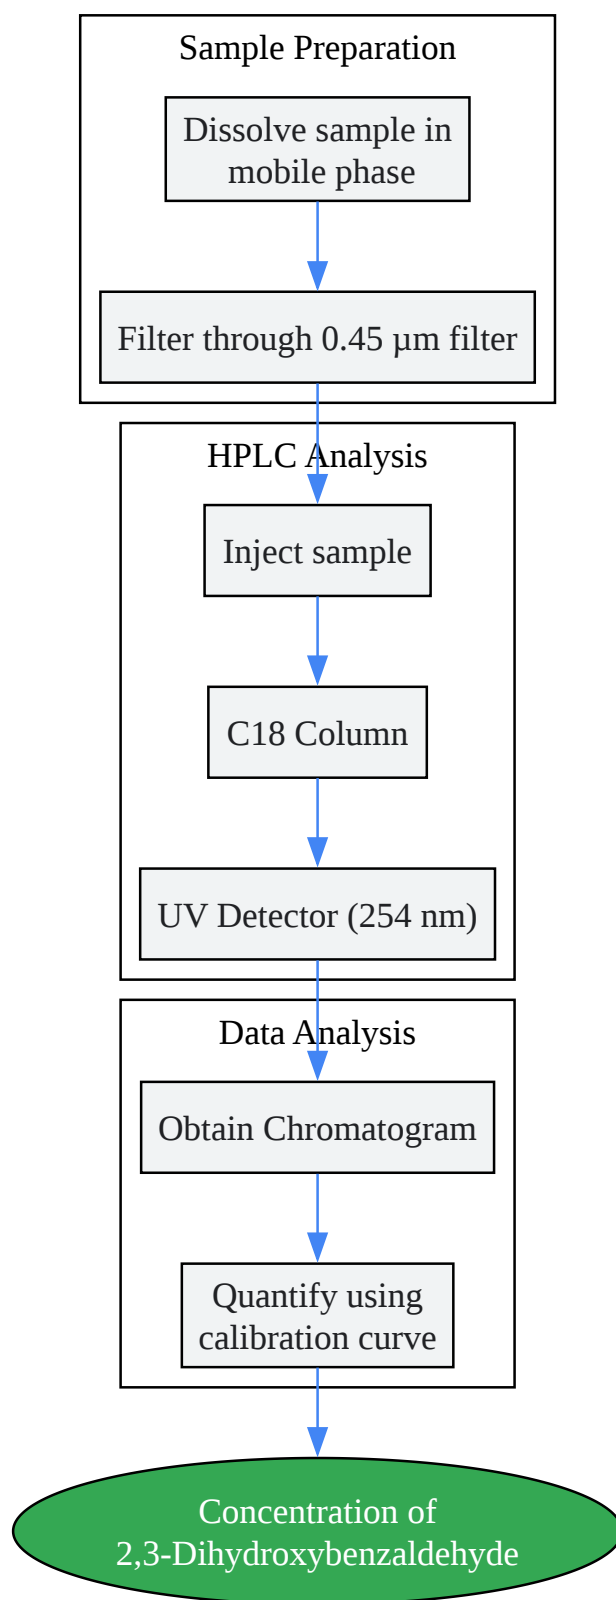 Sample Preparation
Dissolve sample in
mobile phase
Filter through 0.45 µm filter
HPLC Analysis
Inject sample
C18 Column
UV Detector (254 nm)
Data Analysis
Obtain Chromatogram
Quantify using
calibration curve
Concentration of
2,3-Dihydroxybenzaldehyde